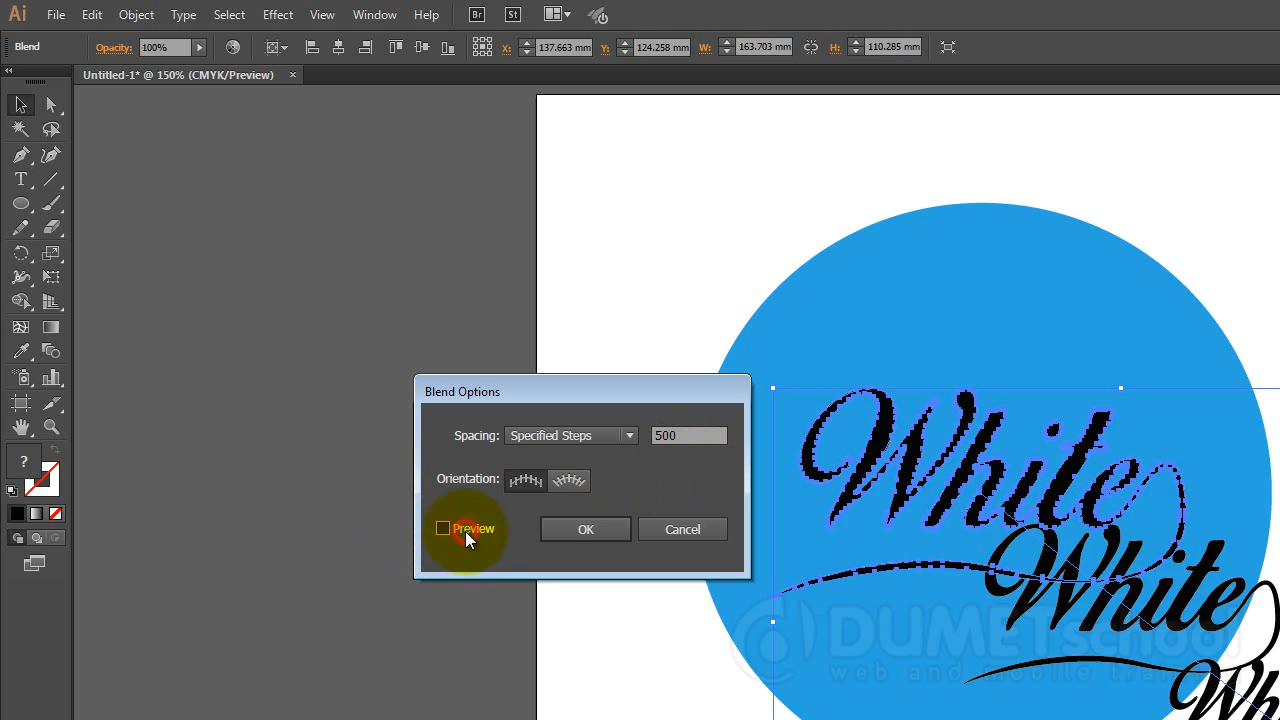 Ai File Edit Object Type Select Effect View Window Help Br St
Blend Opacity: 100% X: 137.663 mm Y: 124.258 mm W: 163.703 mm H: 110.285 mm
Untitled-1* @ 150% (CMYK/Preview) ×
T
?
Blend Options
Spacing: Specified Steps 500
Orientation:
Preview OK Cancel
White
White
Wh
DUMETschool
web and mobile trai